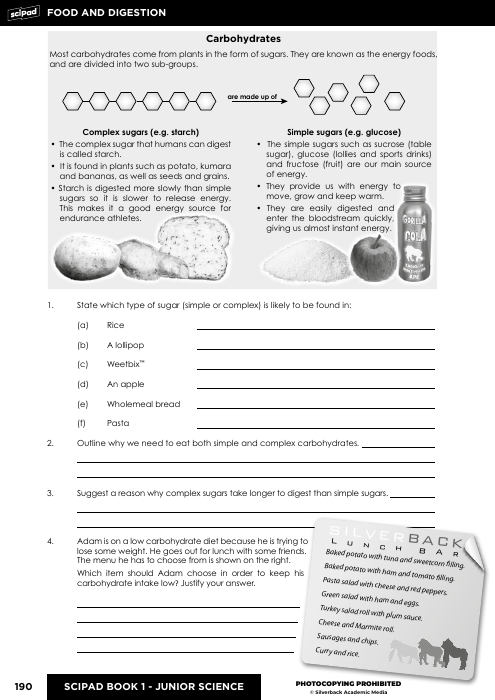 scipad FOOD AND DIGESTION
Carbohydrates
Most carbohydrates come from plants in the form of sugars. They are known as the energy foods,
and are divided into two sub-groups.
are made up of
Complex sugars (e.g. starch)
• The complex sugar that humans can digest
is called starch.
• It is found in plants such as potato, kumara
and bananas, as well as seeds and grains.
• Starch is digested more slowly than simple
sugars so it is slower to release energy.
This makes it a good energy source for
endurance athletes.
Simple sugars (e.g. glucose)
• The simple sugars such as sucrose (table
sugar), glucose (lollies and sports drinks)
and fructose (fruit) are our main source
of energy.
• They provide us with energy to
move, grow and keep warm.
• They are easily digested and
enter the bloodstream quickly,
giving us almost instant energy.
GORILLA
COLA
1. State which type of sugar (simple or complex) is likely to be found in:
(a) Rice
(b) A lollipop
(c) Weetbix™
(d) An apple
(e) Wholemeal bread
(f) Pasta
2. Outline why we need to eat both simple and complex carbohydrates.
3. Suggest a reason why complex sugars take longer to digest than simple sugars.
4. Adam is on a low carbohydrate diet because he is trying to
lose some weight. He goes out for lunch with some friends.
The menu he has to choose from is shown on the right.
Which item should Adam choose in order to keep his
carbohydrate intake low? Justify your answer.
SILVERBACK
LUNCH BAR
Baked potato with tuna and sweetcorn filling.
Baked potato with ham and tomato filling.
Pasta salad with cheese and red peppers.
Green salad with ham and eggs.
Turkey salad roll with plum sauce.
Cheese and Marmite roll.
Sausages and chips.
Curry and rice.
190 SCIPAD BOOK 1 - JUNIOR SCIENCE
PHOTOCOPYING PROHIBITED
© Silverback Academic Media